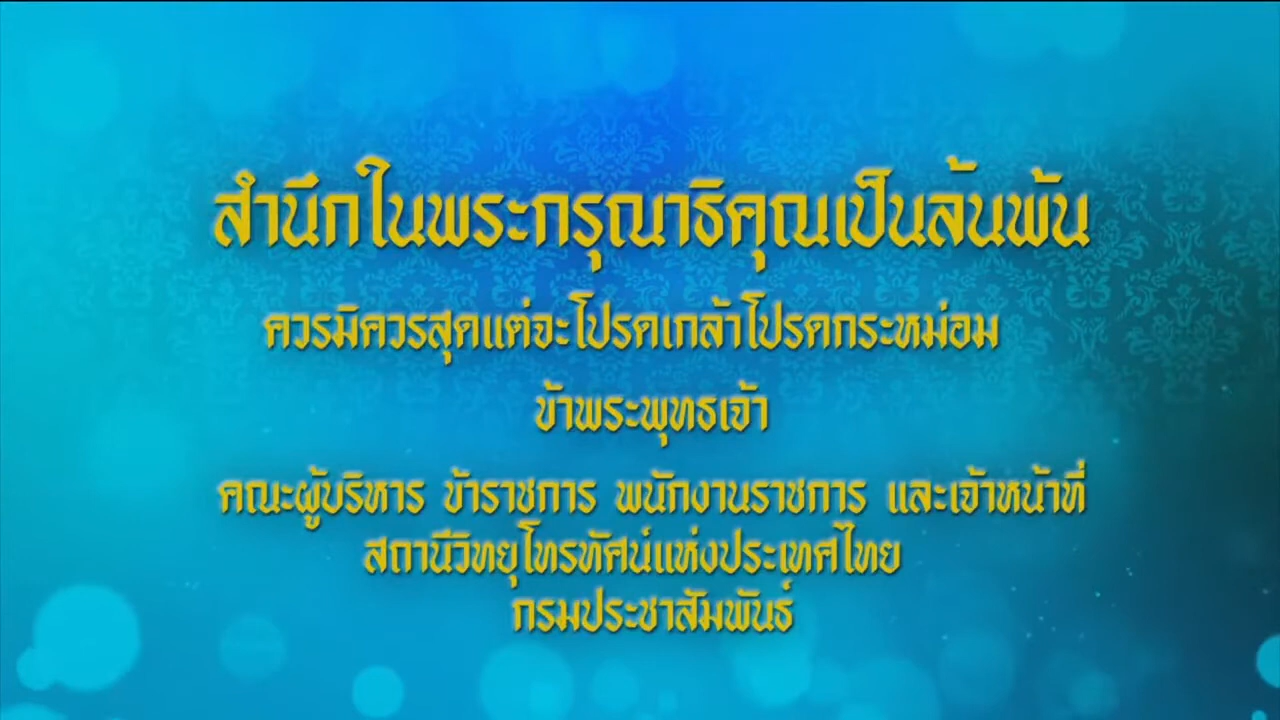 สำนึกในพระกรุณาธิคุณเป็นล้นพ้น
ควรมิควรสุดแต่จะโปรดเกล้าโปรดกระหม่อม
ข้าพระพุทธเจ้า
คณะผู้บริหาร ข้าราชการ พนักงานราชการ และเจ้าหน้าที่
สถานีวิทยุโทรทัศน์แห่งประเทศไทย
กรมประชาสัมพันธ์